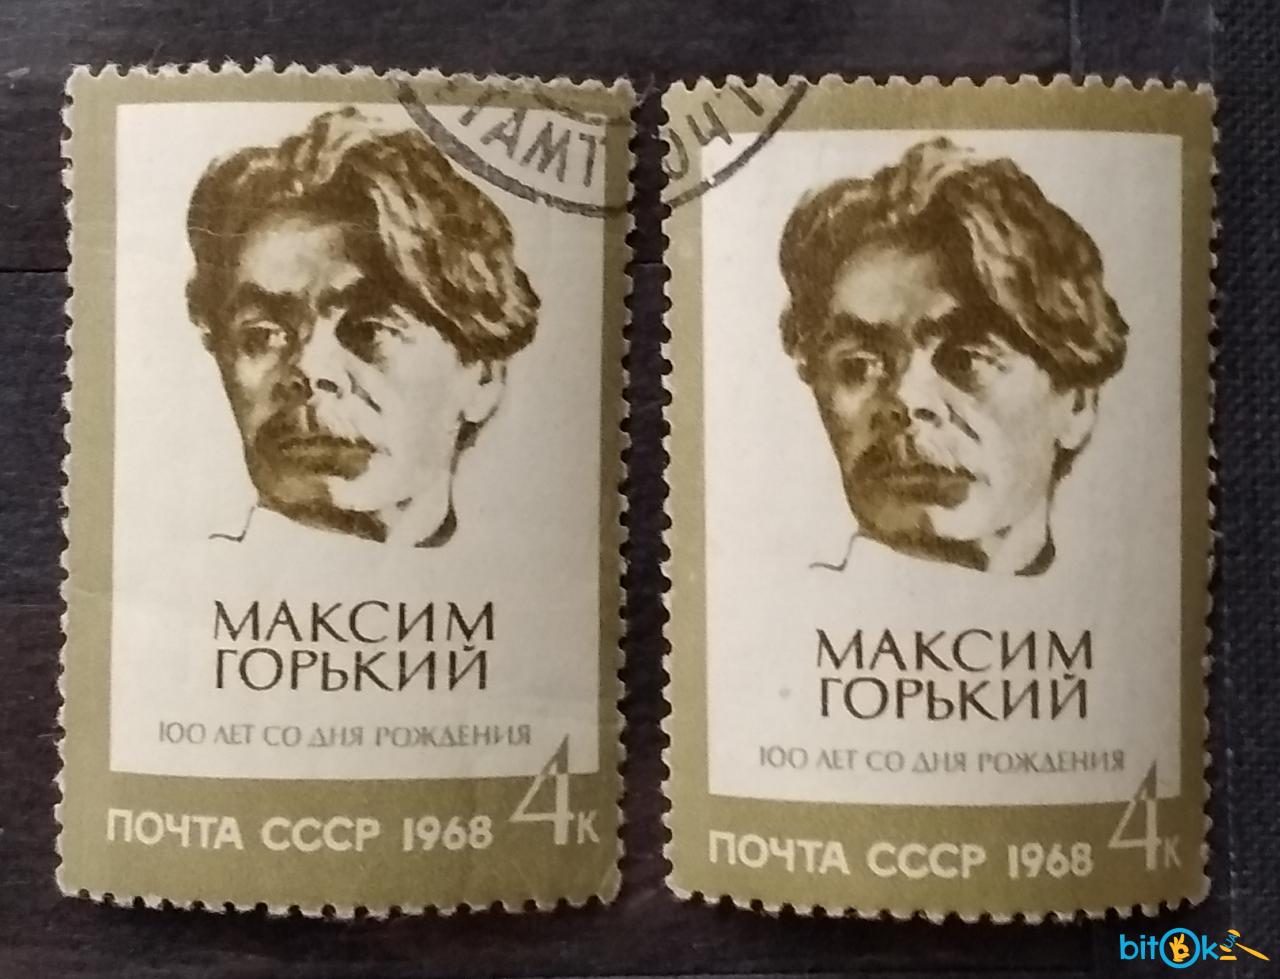 МАКСИМ
ГОРЬКИЙ
100 ЛЕТ СО ДНЯ РОЖДЕНИЯ
ПОЧТА СССР 1968 4К
МАКСИМ
ГОРЬКИЙ
100 ЛЕТ СО ДНЯ РОЖДЕНИЯ
ПОЧТА СССР 1968 4К
bitOk UA